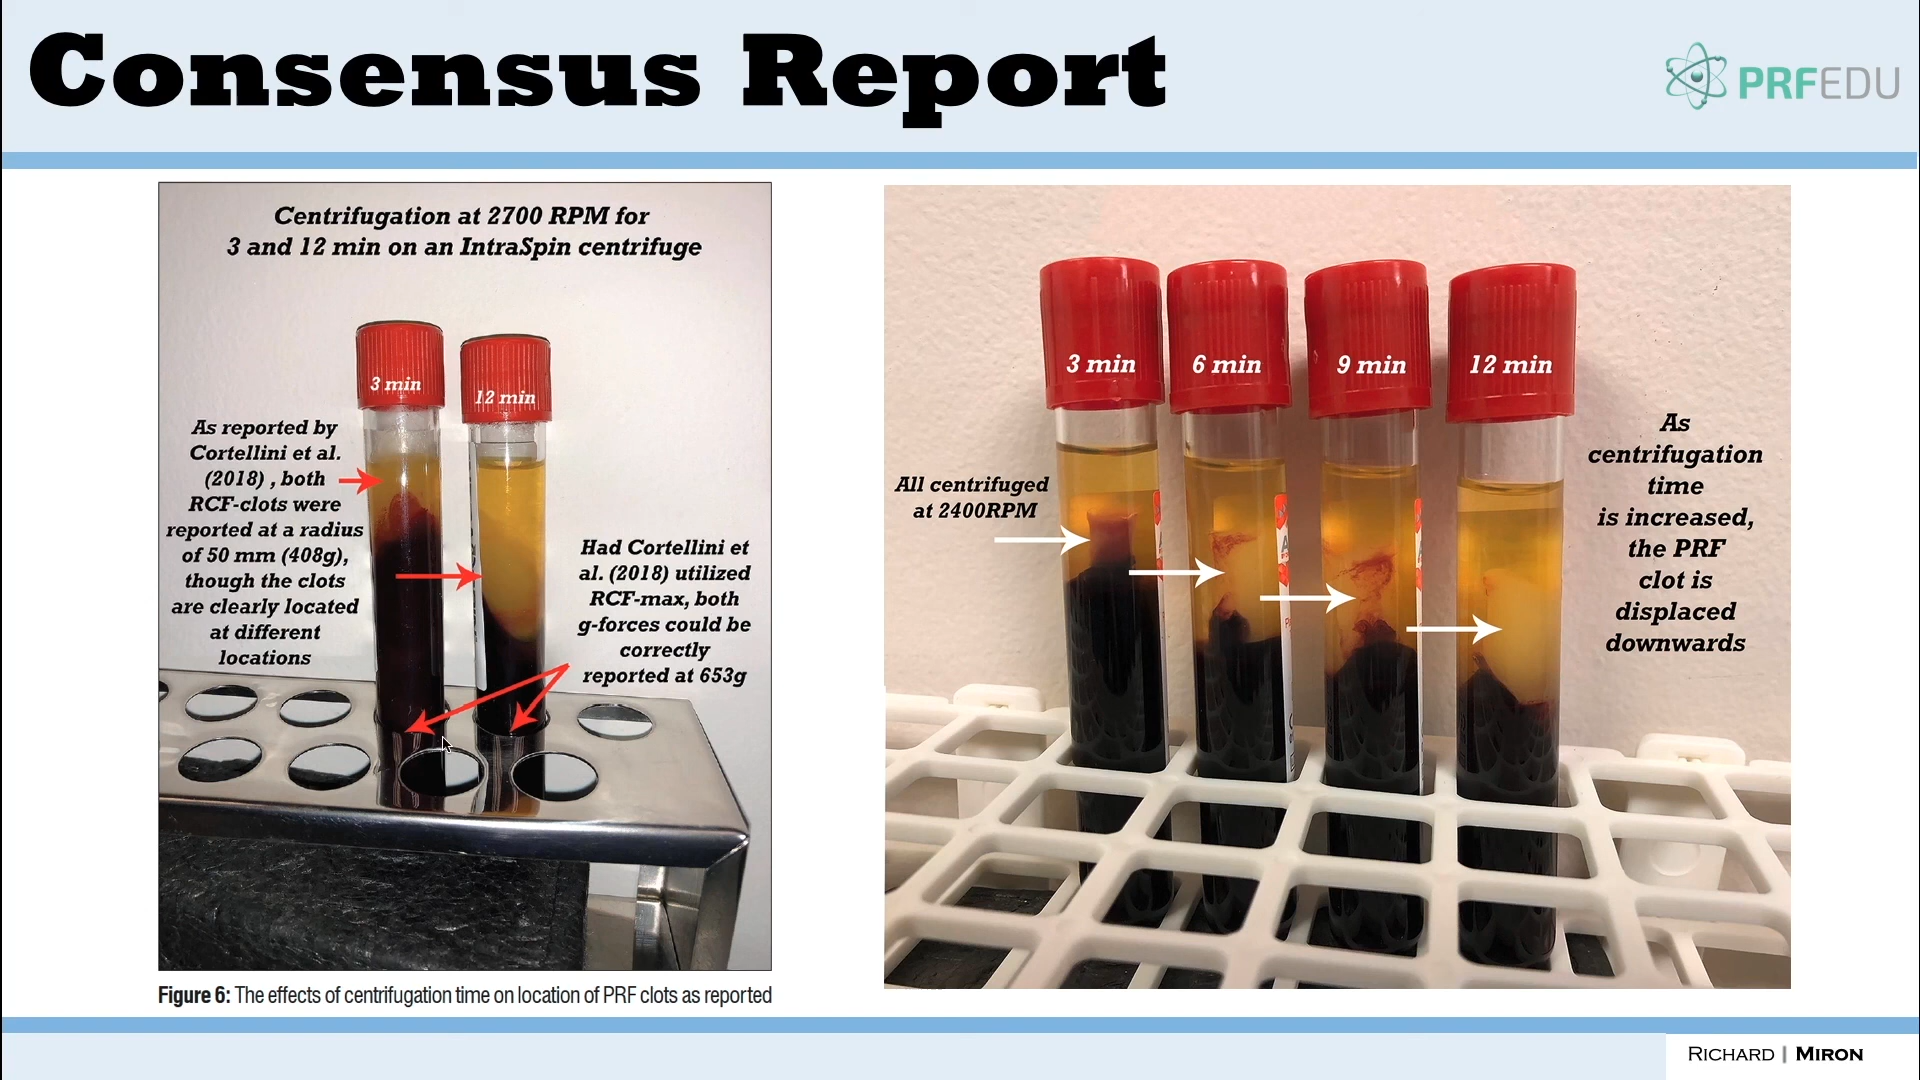 Consensus Report
PRFEDU
Centrifugation at 2700 RPM for
3 and 12 min on an IntraSpin centrifuge
3 min
12 min
As reported by
Cortellini et al.
(2018) , both
RCF-clots were
reported at a radius
of 50 mm (408g),
though the clots
are clearly located
at different
locations
Had Cortellini et
al. (2018) utilized
RCF-max, both
g-forces could be
correctly
reported at 653g
Figure 6: The effects of centrifugation time on location of PRF clots as reported
3 min
6 min
9 min
12 min
All centrifuged
at 2400RPM
As
centrifugation
time
is increased,
the PRF
clot is
displaced
downwards
RICHARD | MIRON